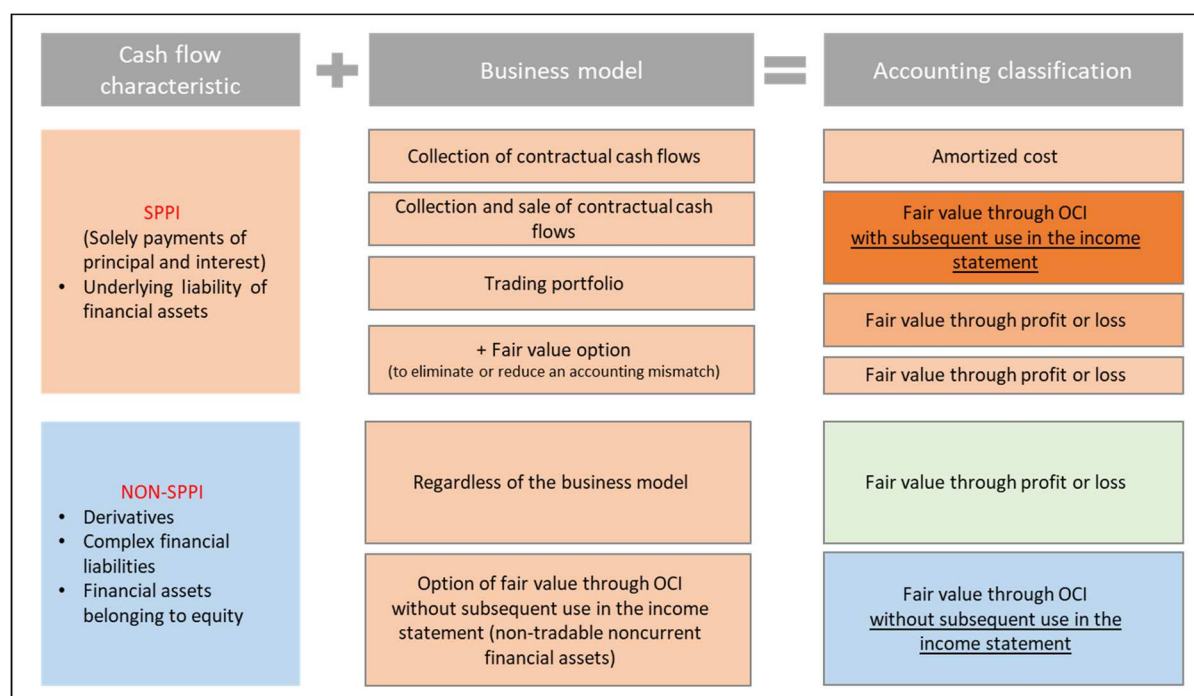 Cash flow
characteristic
+
Business model
=
Accounting classification
SPPI
(Solely payments of
principal and interest)
• Underlying liability of
financial assets
Collection of contractual cash flows
Amortized cost
Collection and sale of contractual cash
flows
Fair value through OCI
with subsequent use in the income
statement
Trading portfolio
Fair value through profit or loss
+ Fair value option
(to eliminate or reduce an accounting mismatch)
Fair value through profit or loss
NON-SPPI
• Derivatives
• Complex financial
liabilities
• Financial assets
belonging to equity
Regardless of the business model
Fair value through profit or loss
Option of fair value through OCI
without subsequent use in the income
statement (non-tradable noncurrent
financial assets)
Fair value through OCI
without subsequent use in the
income statement